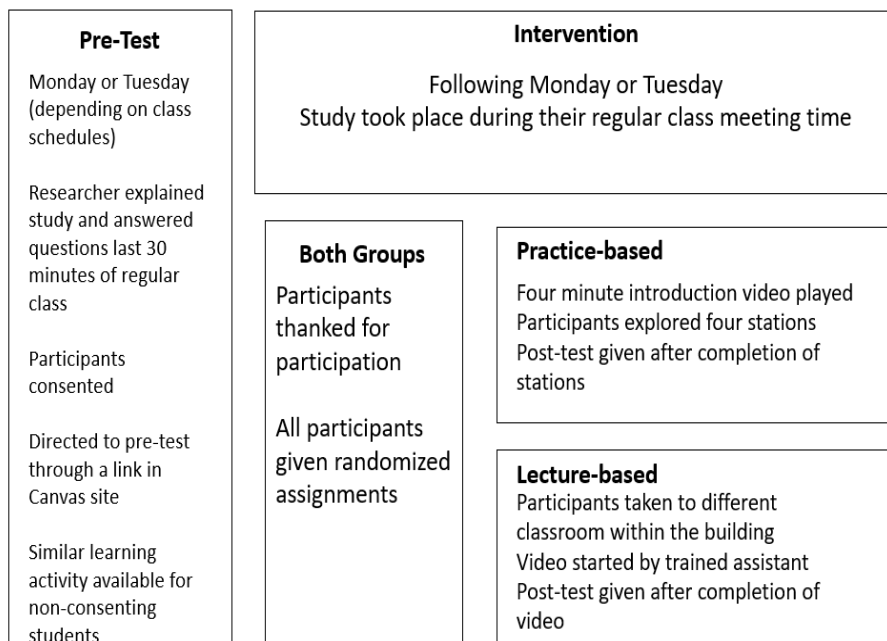 Pre-Test
Monday or Tuesday
(depending on class
schedules)
Researcher explained
study and answered
questions last 30
minutes of regular
class
Participants
consented
Directed to pre-test
through a link in
Canvas site
Similar learning
activity available for
non-consenting
students
Intervention
Following Monday or Tuesday
Study took place during their regular class meeting time
Both Groups
Participants
thanked for
participation
All participants
given randomized
assignments
Practice-based
Four minute introduction video played
Participants explored four stations
Post-test given after completion of
stations
Lecture-based
Participants taken to different
classroom within the building
Video started by trained assistant
Post-test given after completion of
video